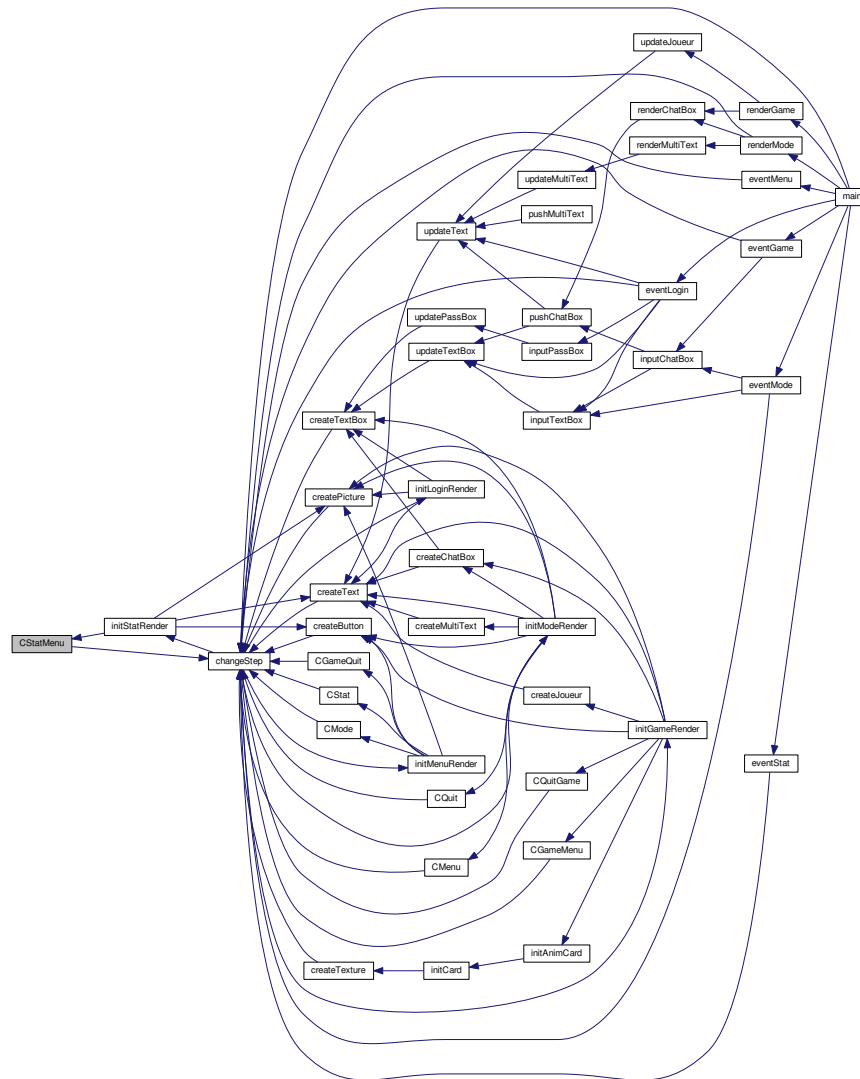 updateJoueur
renderChatBox
renderGame
renderMultiText
renderMode
updateMultiText
eventMenu
main
pushMultiText
updateText
eventGame
eventLogin
updatePassBox
pushChatBox
updateTextBox
inputPassBox
inputChatBox
eventMode
createTextBox
inputTextBox
createPicture
initLoginRender
createChatBox
createText
initStatRender
createButton
createMultiText
initModeRender
CStatMenu
changeStep
CGameQuit
CStat
createJoueur
CMode
initGameRender
initMenuRender
eventStat
CQuitGame
CQuit
CGameMenu
CMenu
initAnimCard
createTexture
initCard